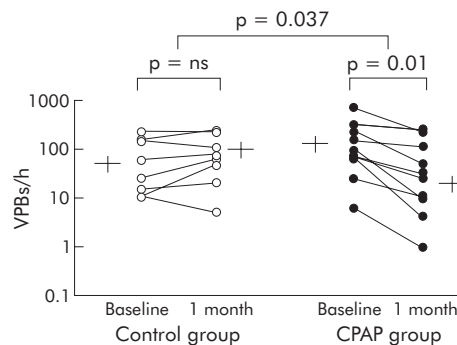 p = 0.037
p = ns
p = 0.01
VPBs/h
1000
100
10
1
0.1
Baseline 1 month Baseline 1 month
Control group CPAP group